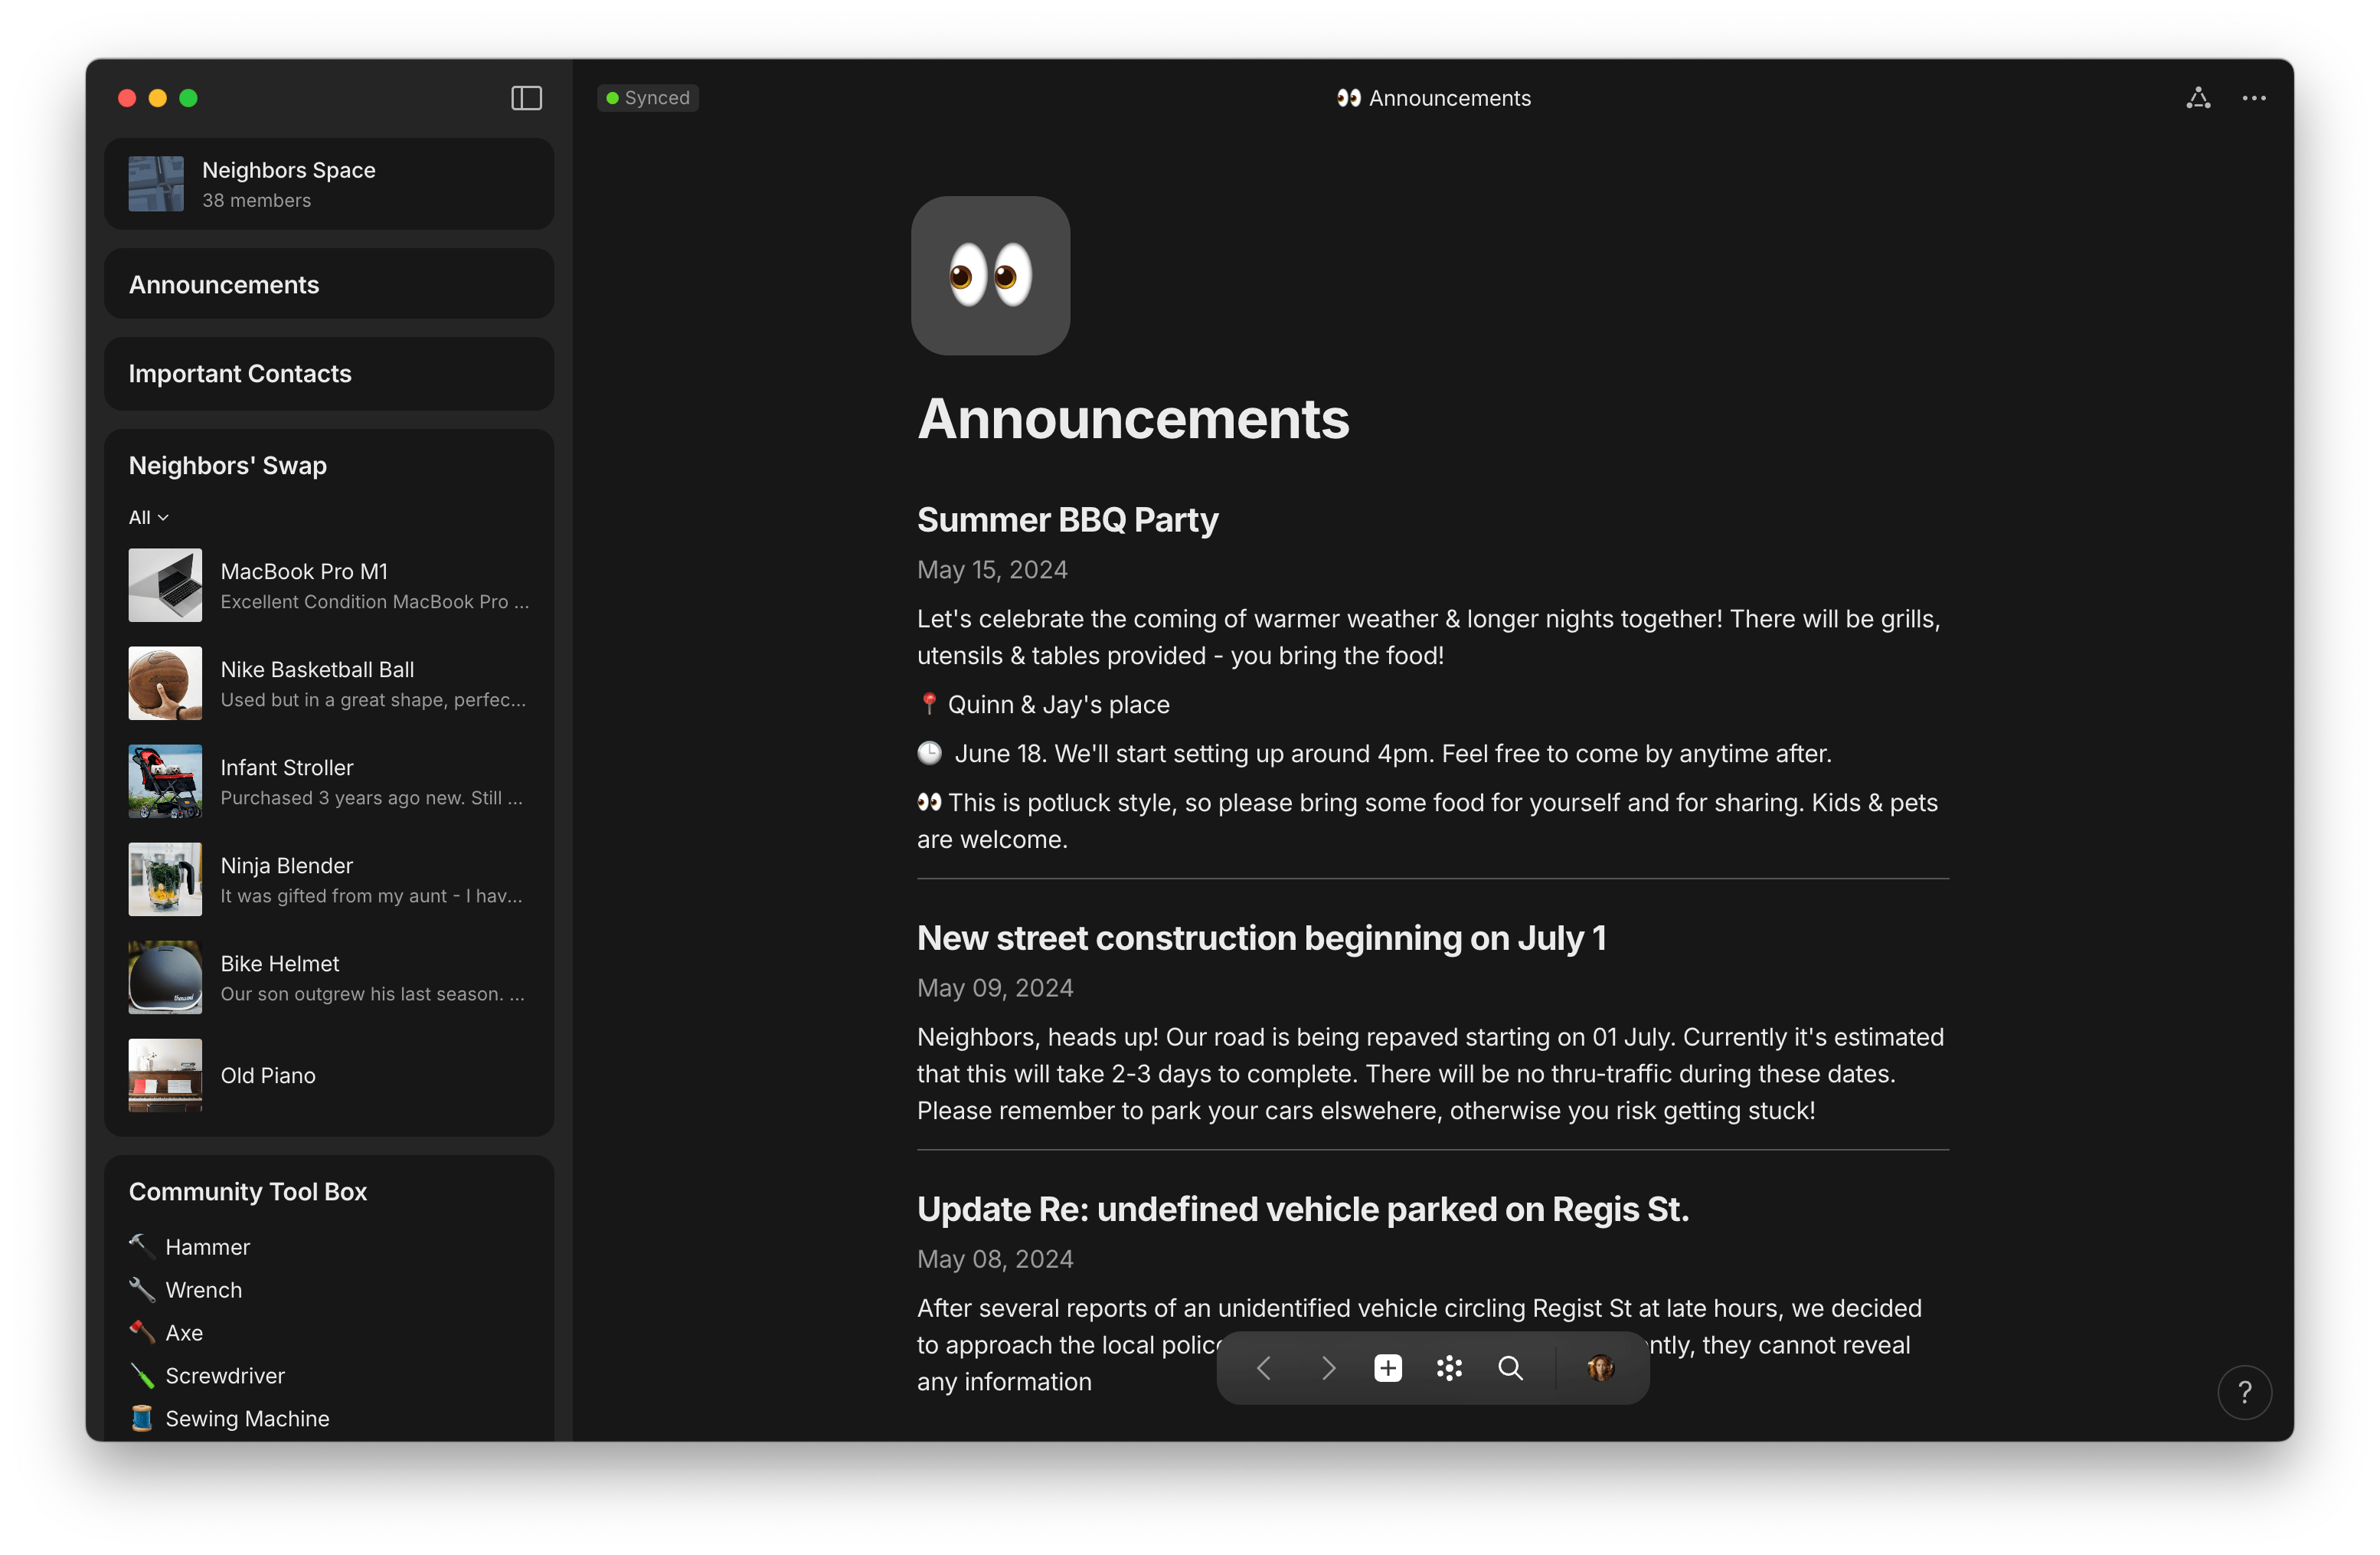 Synced
👀 Announcements
Neighbors Space
38 members
Announcements
Important Contacts
Neighbors' Swap
All
MacBook Pro M1
Excellent Condition MacBook Pro ...
Nike Basketball Ball
Used but in a great shape, perfec...
Infant Stroller
Purchased 3 years ago new. Still ...
Ninja Blender
It was gifted from my aunt - I hav...
Bike Helmet
Our son outgrew his last season. ...
Old Piano
Community Tool Box
🔨 Hammer
🔧 Wrench
🪓 Axe
🪛 Screwdriver
🧵 Sewing Machine
Announcements
Summer BBQ Party
May 15, 2024
Let's celebrate the coming of warmer weather & longer nights together! There will be grills,
utensils & tables provided - you bring the food!
📍 Quinn & Jay's place
🕒 June 18. We'll start setting up around 4pm. Feel free to come by anytime after.
👀 This is potluck style, so please bring some food for yourself and for sharing. Kids & pets
are welcome.
New street construction beginning on July 1
May 09, 2024
Neighbors, heads up! Our road is being repaved starting on 01 July. Currently it's estimated
that this will take 2-3 days to complete. There will be no thru-traffic during these dates.
Please remember to park your cars elswehere, otherwise you risk getting stuck!
Update Re: undefined vehicle parked on Regis St.
May 08, 2024
After several reports of an unidentified vehicle circling Regist St at late hours, we decided
to approach the local police ntly, they cannot reveal
any information
?